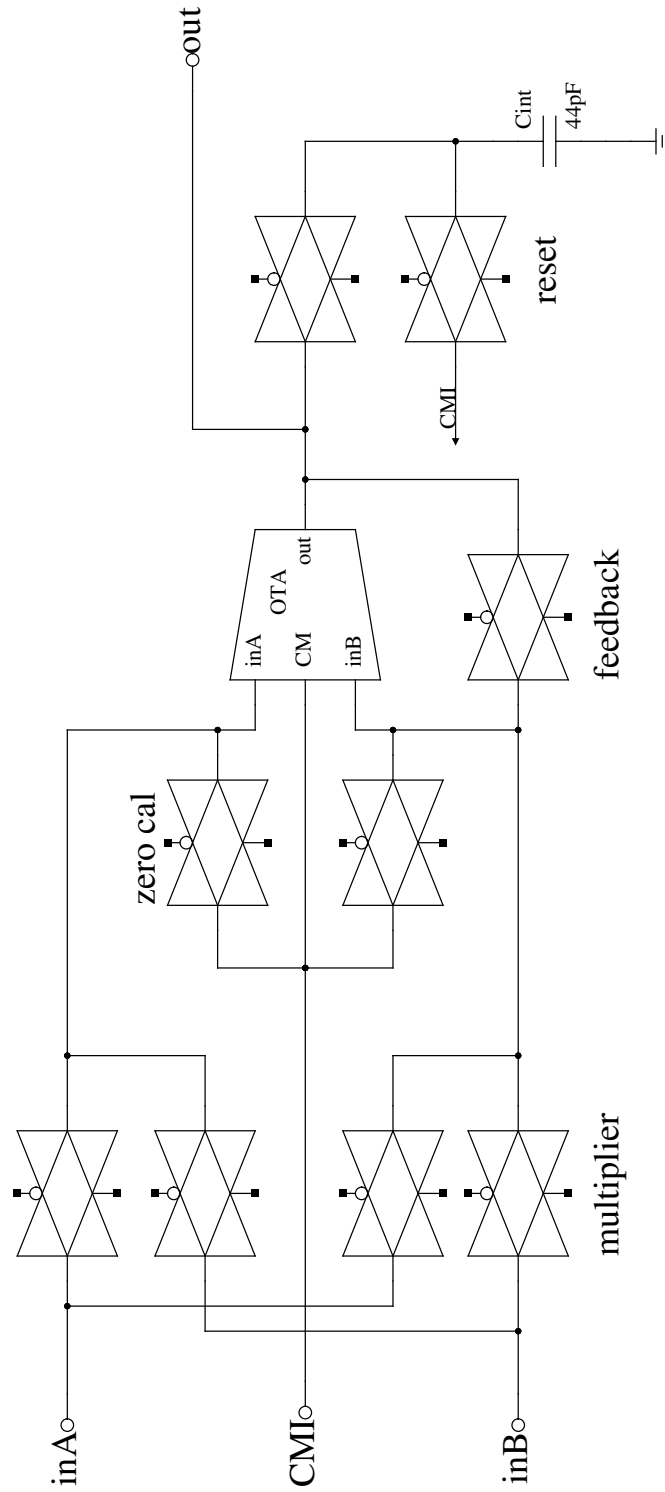 inA
CMI
inB
multiplier
zero cal
inA
CM
inB
OTA
out
feedback
out
CMI
reset
Cint
44pF